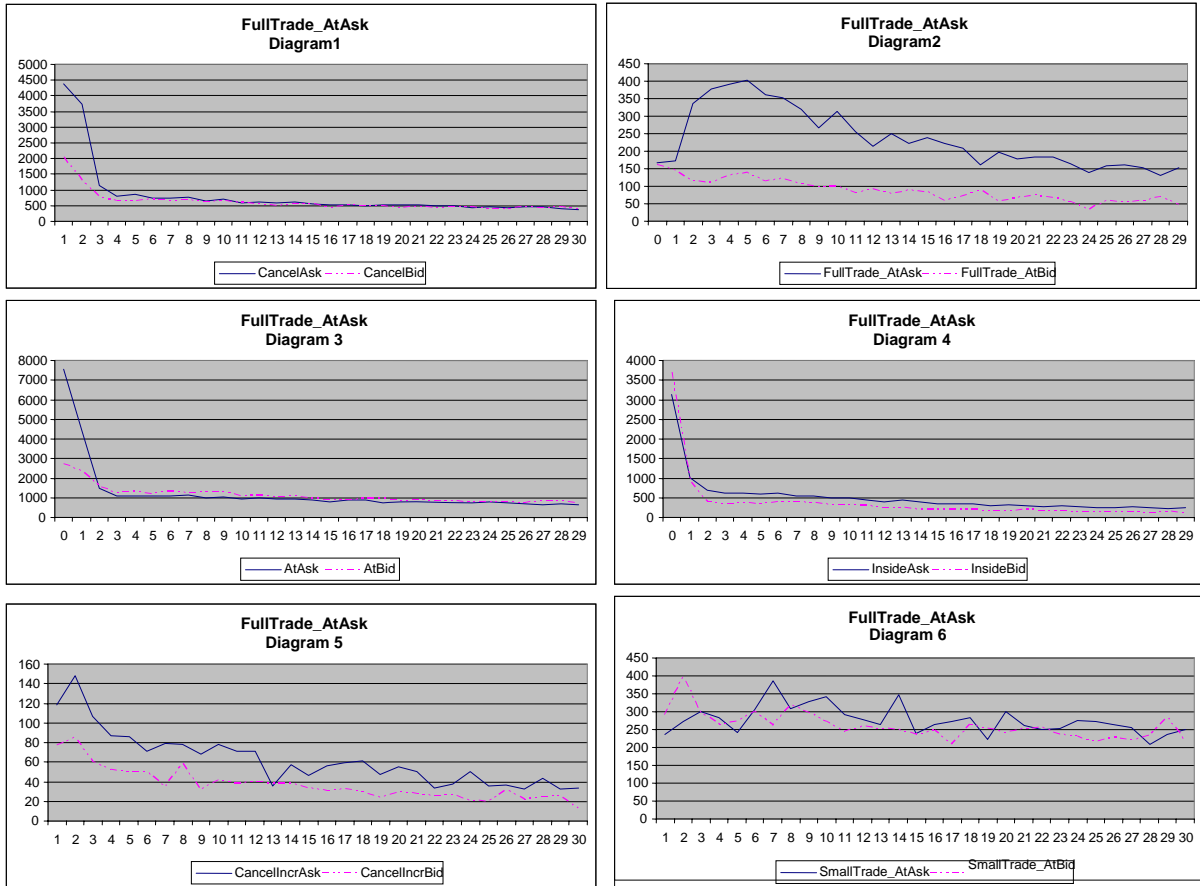 FullTrade_AtAsk
Diagram1
5000
4500
4000
3500
3000
2500
2000
1500
1000
500
0
1 2 3 4 5 6 7 8 9 10 11 12 13 14 15 16 17 18 19 20 21 22 23 24 25 26 27 28 29 30
CancelAsk CancelBid
FullTrade_AtAsk
Diagram2
450
400
350
300
250
200
150
100
50
0
0 1 2 3 4 5 6 7 8 9 10 11 12 13 14 15 16 17 18 19 20 21 22 23 24 25 26 27 28 29
FullTrade_AtAsk FullTrade_AtBid
FullTrade_AtAsk
Diagram 3
8000
7000
6000
5000
4000
3000
2000
1000
0
0 1 2 3 4 5 6 7 8 9 10 11 12 13 14 15 16 17 18 19 20 21 22 23 24 25 26 27 28 29
AtAsk AtBid
FullTrade_AtAsk
Diagram 4
4000
3500
3000
2500
2000
1500
1000
500
0
0 1 2 3 4 5 6 7 8 9 10 11 12 13 14 15 16 17 18 19 20 21 22 23 24 25 26 27 28 29
InsideAsk InsideBid
FullTrade_AtAsk
Diagram 5
160
140
120
100
80
60
40
20
0
1 2 3 4 5 6 7 8 9 10 11 12 13 14 15 16 17 18 19 20 21 22 23 24 25 26 27 28 29 30
CancelIncrAsk CancelIncrBid
FullTrade_AtAsk
Diagram 6
450
400
350
300
250
200
150
100
50
0
1 2 3 4 5 6 7 8 9 10 11 12 13 14 15 16 17 18 19 20 21 22 23 24 25 26 27 28 29 30
SmallTrade_AtAsk SmallTrade_AtBid